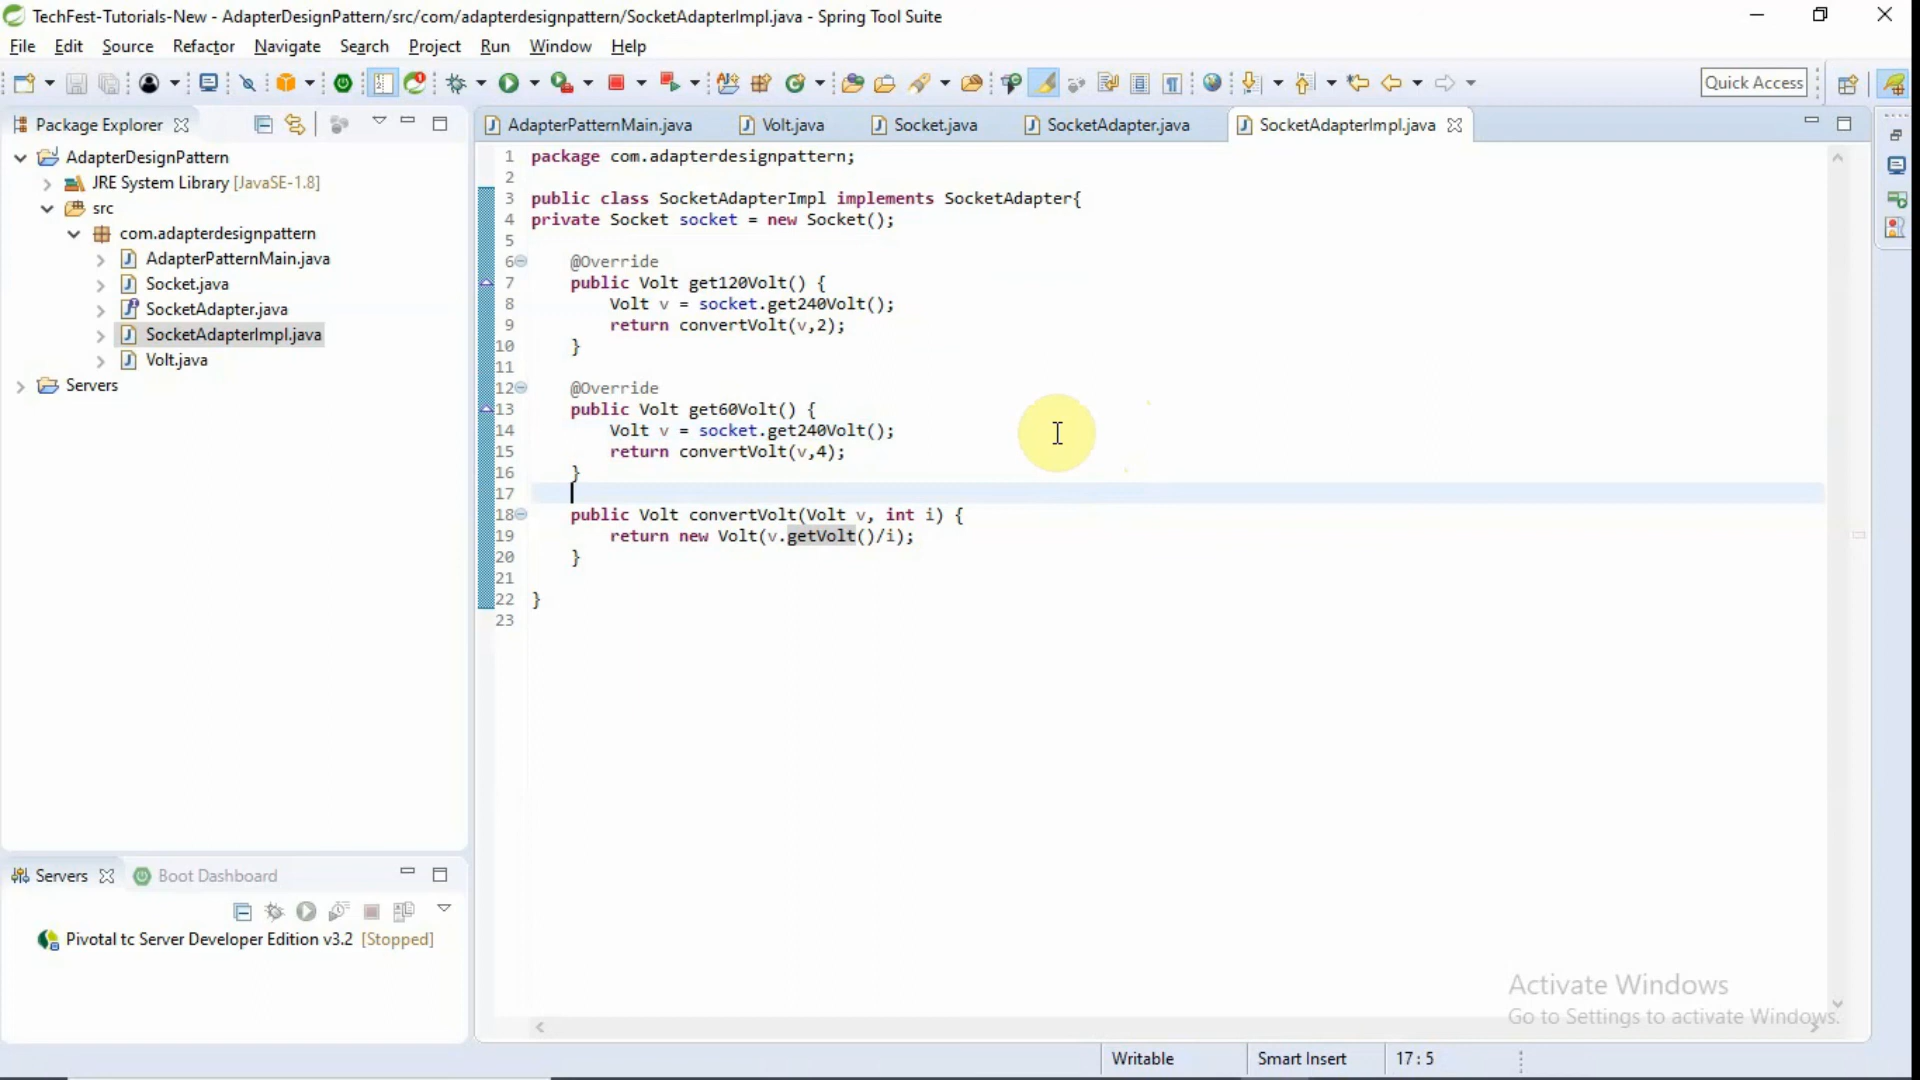 TechFest-Tutorials-New - AdapterDesignPattern/src/com/adapterdesignpattern/SocketAdapterImpl.java - Spring Tool Suite
File Edit Source Refactor Navigate Search Project Run Window Help
Quick Access
Package Explorer
AdapterPatternMain.java Volt.java Socket.java SocketAdapter.java SocketAdapterImpl.java
AdapterDesignPattern
JRE System Library [JavaSE-1.8]
src
com.adapterdesignpattern
AdapterPatternMain.java
Socket.java
SocketAdapter.java
SocketAdapterImpl.java
Volt.java
Servers
1 package com.adapterdesignpattern;
2
3 public class SocketAdapterImpl implements SocketAdapter{
4 private Socket socket = new Socket();
5
6 @Override
7 public Volt get120Volt() {
8 Volt v = socket.get240Volt();
9 return convertVolt(v,2);
10 }
11
12 @Override
13 public Volt get60Volt() {
14 Volt v = socket.get240Volt();
15 return convertVolt(v,4);
16 }
17
18 public Volt convertVolt(Volt v, int i) {
19 return new Volt(v.getVolt()/i);
20 }
21
22 }
23
Servers Boot Dashboard
Pivotal tc Server Developer Edition v3.2 [Stopped]
Activate Windows
Go to Settings to activate Windows.
Writable Smart Insert 17 : 5